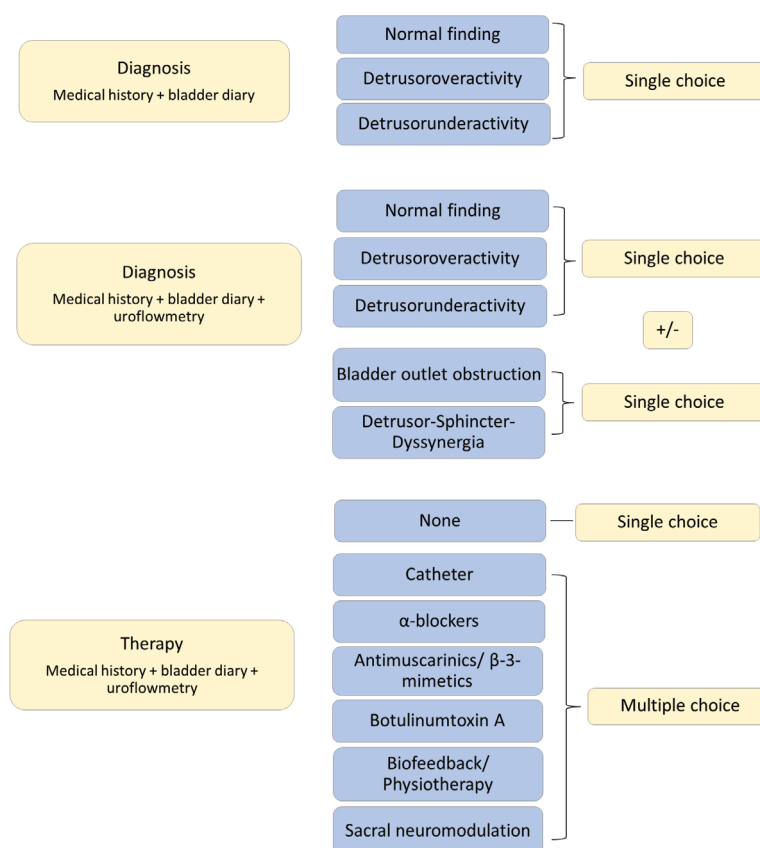 Normal finding
Diagnosis
Medical history + bladder diary
Detrusoroveractivity
Single choice
Detrusorunderactivity
Normal finding
Diagnosis
Medical history + bladder diary +
uroflowmetry
Detrusoroveractivity
Single choice
Detrusorunderactivity
+/-
Bladder outlet obstruction
Single choice
Detrusor-Sphincter-
Dyssynergia
None
Single choice
Catheter
α-blockers
Therapy
Medical history + bladder diary +
uroflowmetry
Antimuscarinics/ β-3-
mimetics
Multiple choice
Botulinumtoxin A
Biofeedback/
Physiotherapy
Sacral neuromodulation